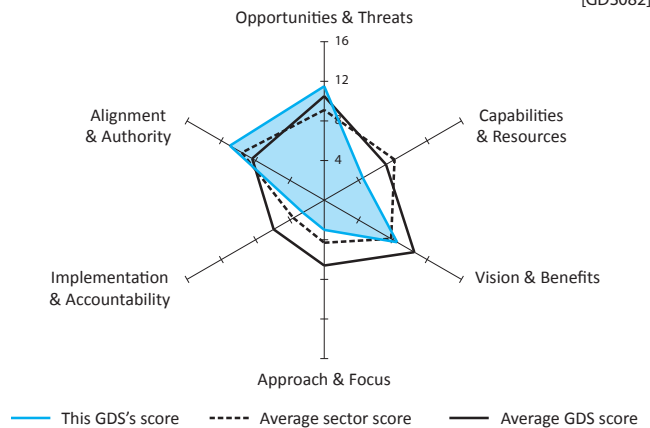 [GDS082]
Opportunities & Threats
16
12
8
4
Alignment
& Authority
Capabilities
& Resources
Implementation
& Accountability
Vision & Benefits
Approach & Focus
This GDS's score
Average sector score
Average GDS score